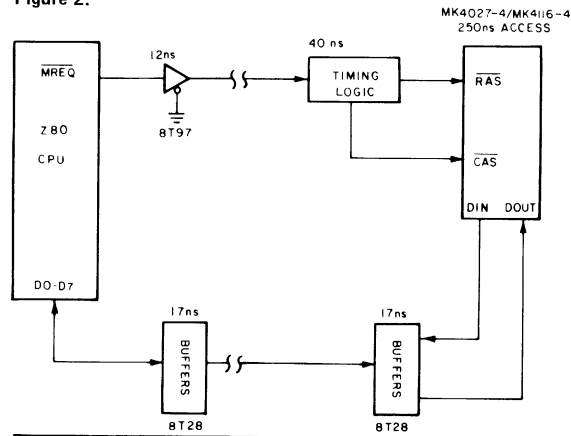 Figure 2.
MK4027-4/MK4116-4
250ns ACCESS
12ns
40 ns
MREQ
TIMING
LOGIC
RAS
Z80
CPU
8T97
CAS
DIN DOUT
DO-D7
17ns
17ns
BUFFERS
BUFFERS
8T28
8T28